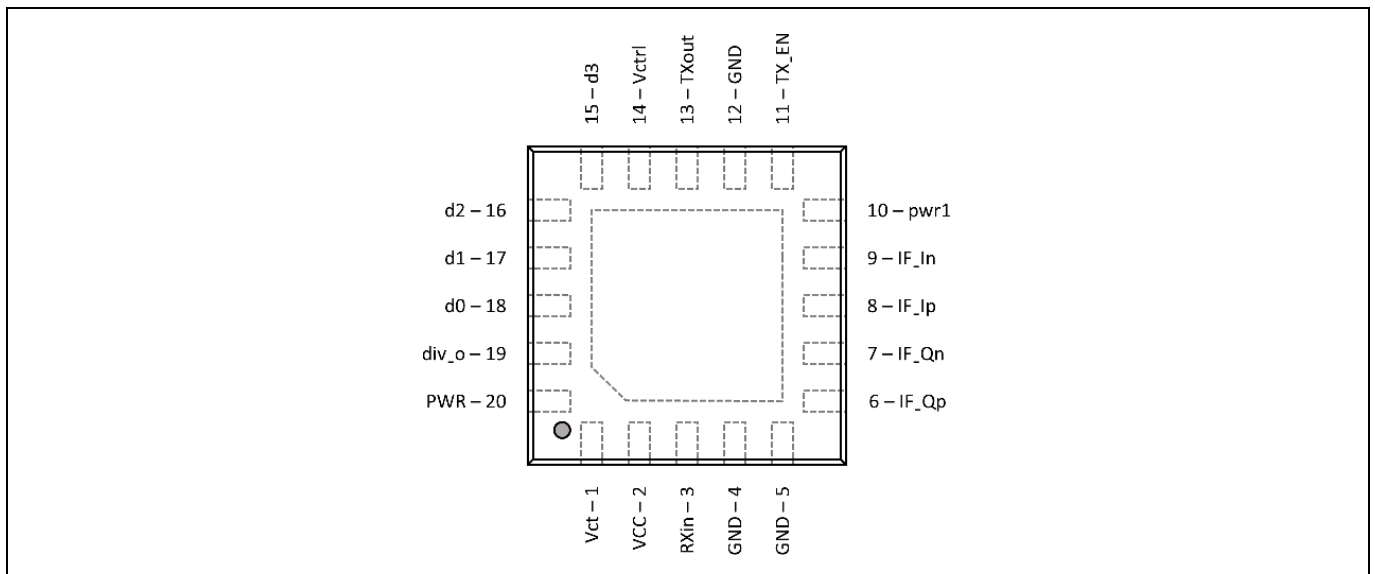 15 – d3
14 – Vctrl
13 – TXout
12 – GND
11 – TX_EN
d2 – 16
d1 – 17
d0 – 18
div_o – 19
PWR – 20
10 – pwr1
9 – IF_In
8 – IF_Ip
7 – IF_Qn
6 – IF_Qp
Vct – 1
VCC – 2
RXin – 3
GND – 4
GND – 5